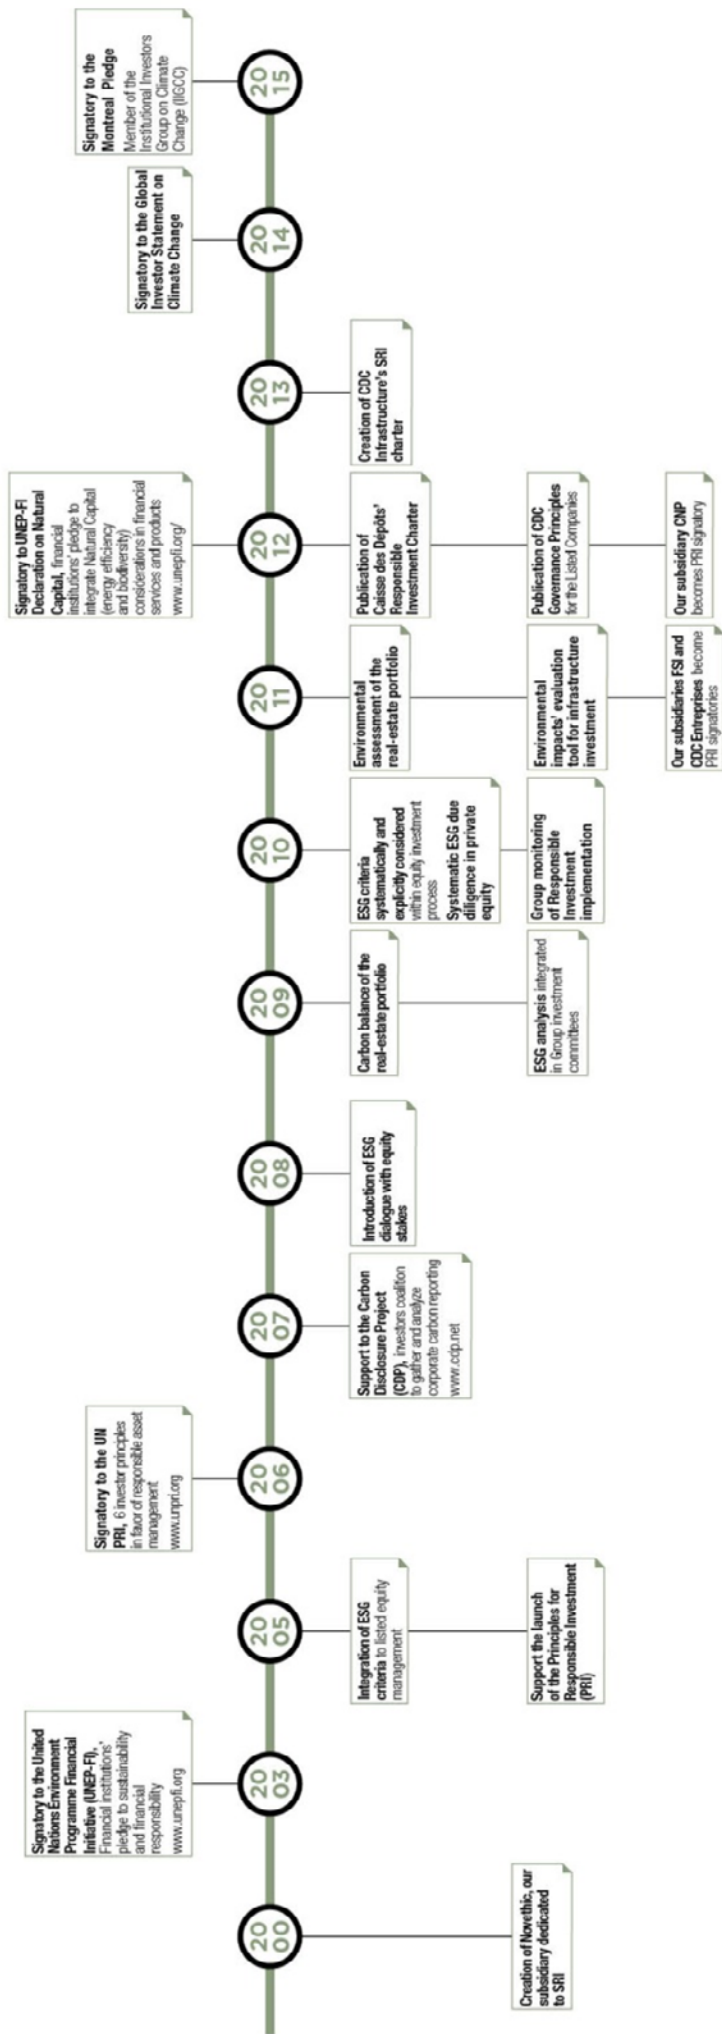 20
00
Creation of Novethic, our
subsidiary dedicated
to SRI
Signatory to the United
Nations Environment
Programme Financial
Initiative (UNEP-FI),
Financial institutions'
pledge to sustainability
and financial
responsibility
www.unepfi.org
20
03
20
05
Integration of ESG
criteria to listed equity
management
Support the launch
of the Principles for
Responsible Investment
(PRI)
Signatory to the UN
PRI, 6 investor principles
in favor of responsible asset
management
www.unpri.org
20
06
20
07
Support to the Carbon
Disclosure Project
(CDP), investors coalition
to gather and analyze
corporate carbon reporting
www.cdp.net
20
08
Introduction of ESG
dialogue with equity
stakes
20
09
Carbon balance of the
real-estate portfolio
ESG analysis integrated
in Group investment
committees
20
10
ESG criteria
systematically and
explicitly considered
within equity investment
process
Systematic ESG due
diligence in private
equity
Group monitoring
of Responsible
Investment
implementation
20
11
Environmental
assessment of the
real-estate portfolio
Environmental
impacts' evaluation
tool for infrastructure
investment
Our subsidiaries FSI and
CDC Entreprises become
PRI signatories
Signatory to UNEP-FI
Declaration on Natural
Capital, financial
institutions' pledge to
integrate Natural Capital
(energy efficiency
and biodiversity)
considerations in financial
services and products
www.unepfi.org/
20
12
Publication of
Caisse des Dépôts'
Responsible
Investment Charter
Publication of CDC
Governance Principles
for the Listed Companies
Our subsidiary CNP
becomes PRI signatory
20
13
Creation of CDC
Infrastructure's SRI
charter
Signatory to the Global
Investor Statement on
Climate Change
20
14
Signatory to the
Montreal Pledge
Member of the
Institutional Investors
Group on Climate
Change (IIGCC)
20
15